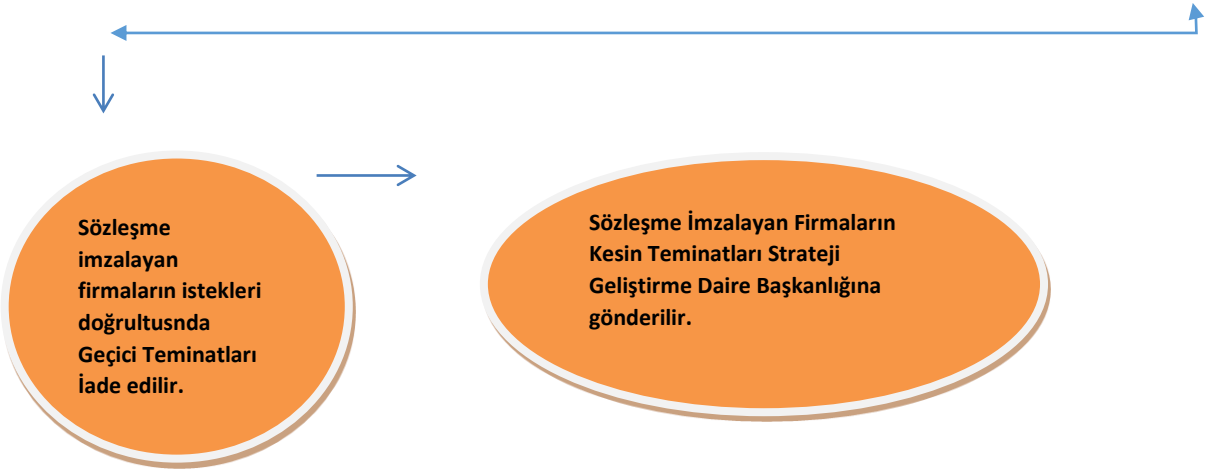 Sözleşme
imzalayan
firmaların istekleri
doğrultusnda
Geçici Teminatları
İade edilir.
Sözleşme İmzalayan Firmaların
Kesin Teminatları Strateji
Geliştirme Daire Başkanlığına
gönderilir.